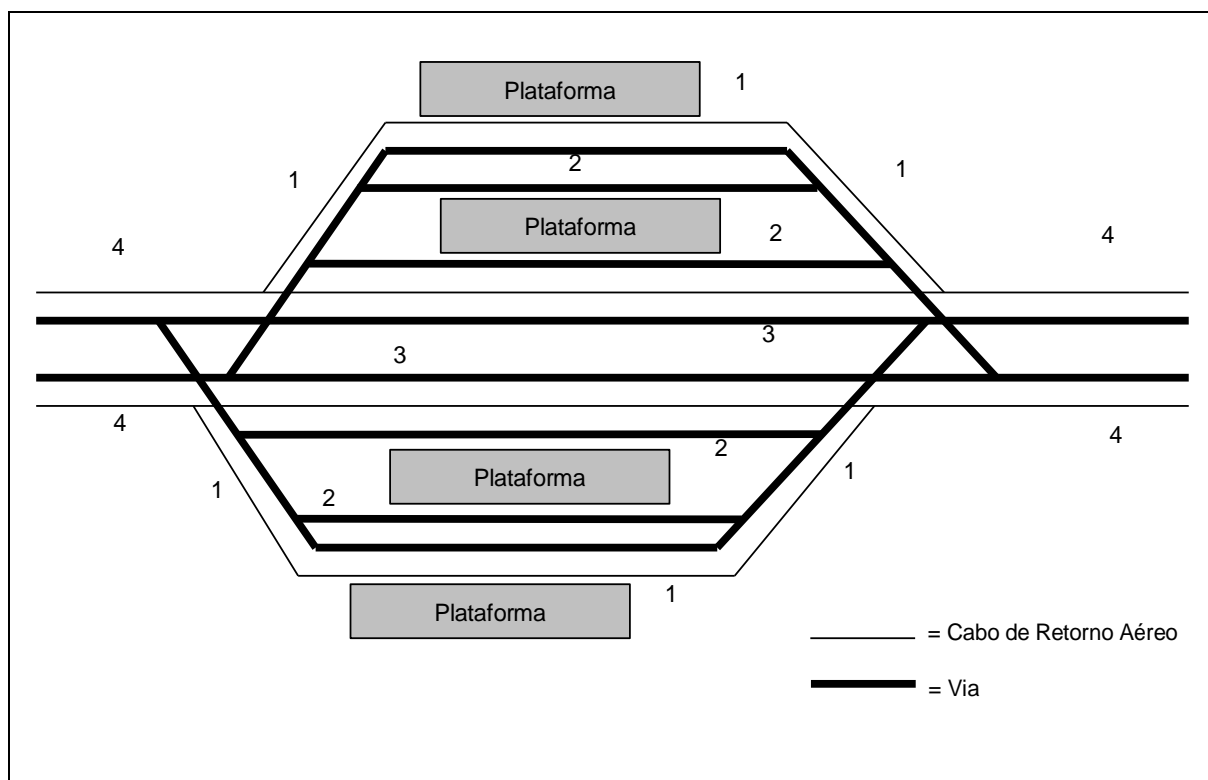 Plataforma
1
2
1
1
Plataforma
2
4
4
3
3
4
4
2
1
Plataforma
1
2
1
Plataforma
= Cabo de Retorno Aéreo
= Via